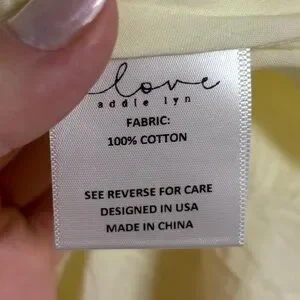 love
addie lyn
FABRIC:
100% COTTON
SEE REVERSE FOR CARE
DESIGNED IN USA
MADE IN CHINA